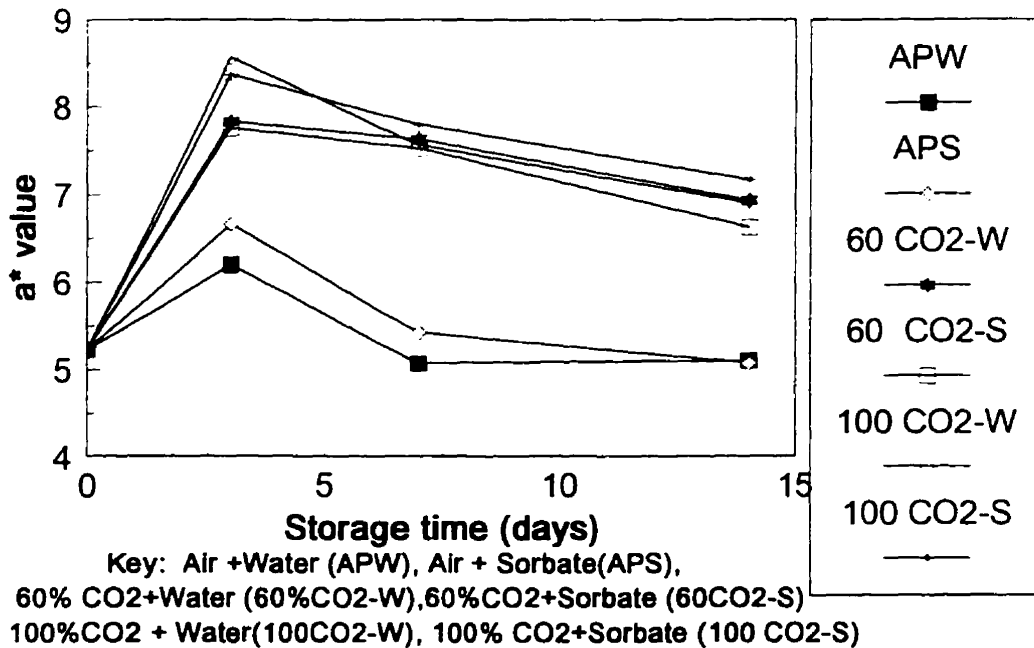 9
8
7
6
5
4
a* value
0
5
10
15
Storage time (days)
APW
APS
60 CO2-W
60 CO2-S
100 CO2-W
100 CO2-S
Key: Air +Water (APW), Air + Sorbate(APS),
60% CO2+Water (60%CO2-W),60%CO2+Sorbate (60CO2-S)
100%CO2 + Water(100CO2-W), 100% CO2+Sorbate (100 CO2-S)